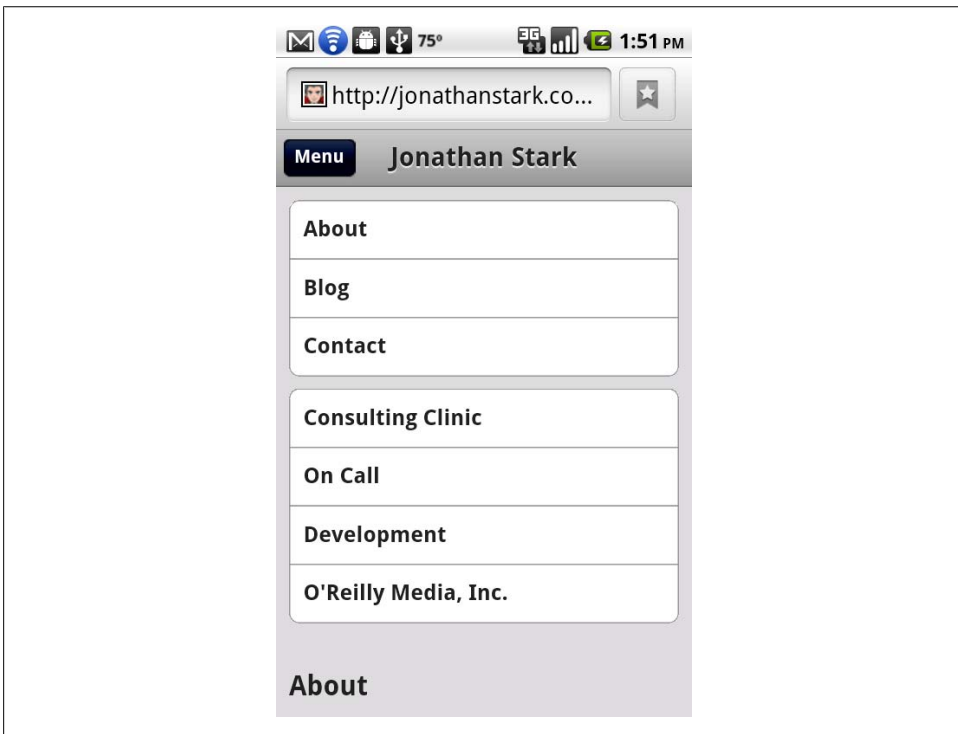 75° 3G 1:51 PM
http://jonathanstark.co...
Menu Jonathan Stark
About
Blog
Contact
Consulting Clinic
On Call
Development
O'Reilly Media, Inc.
About